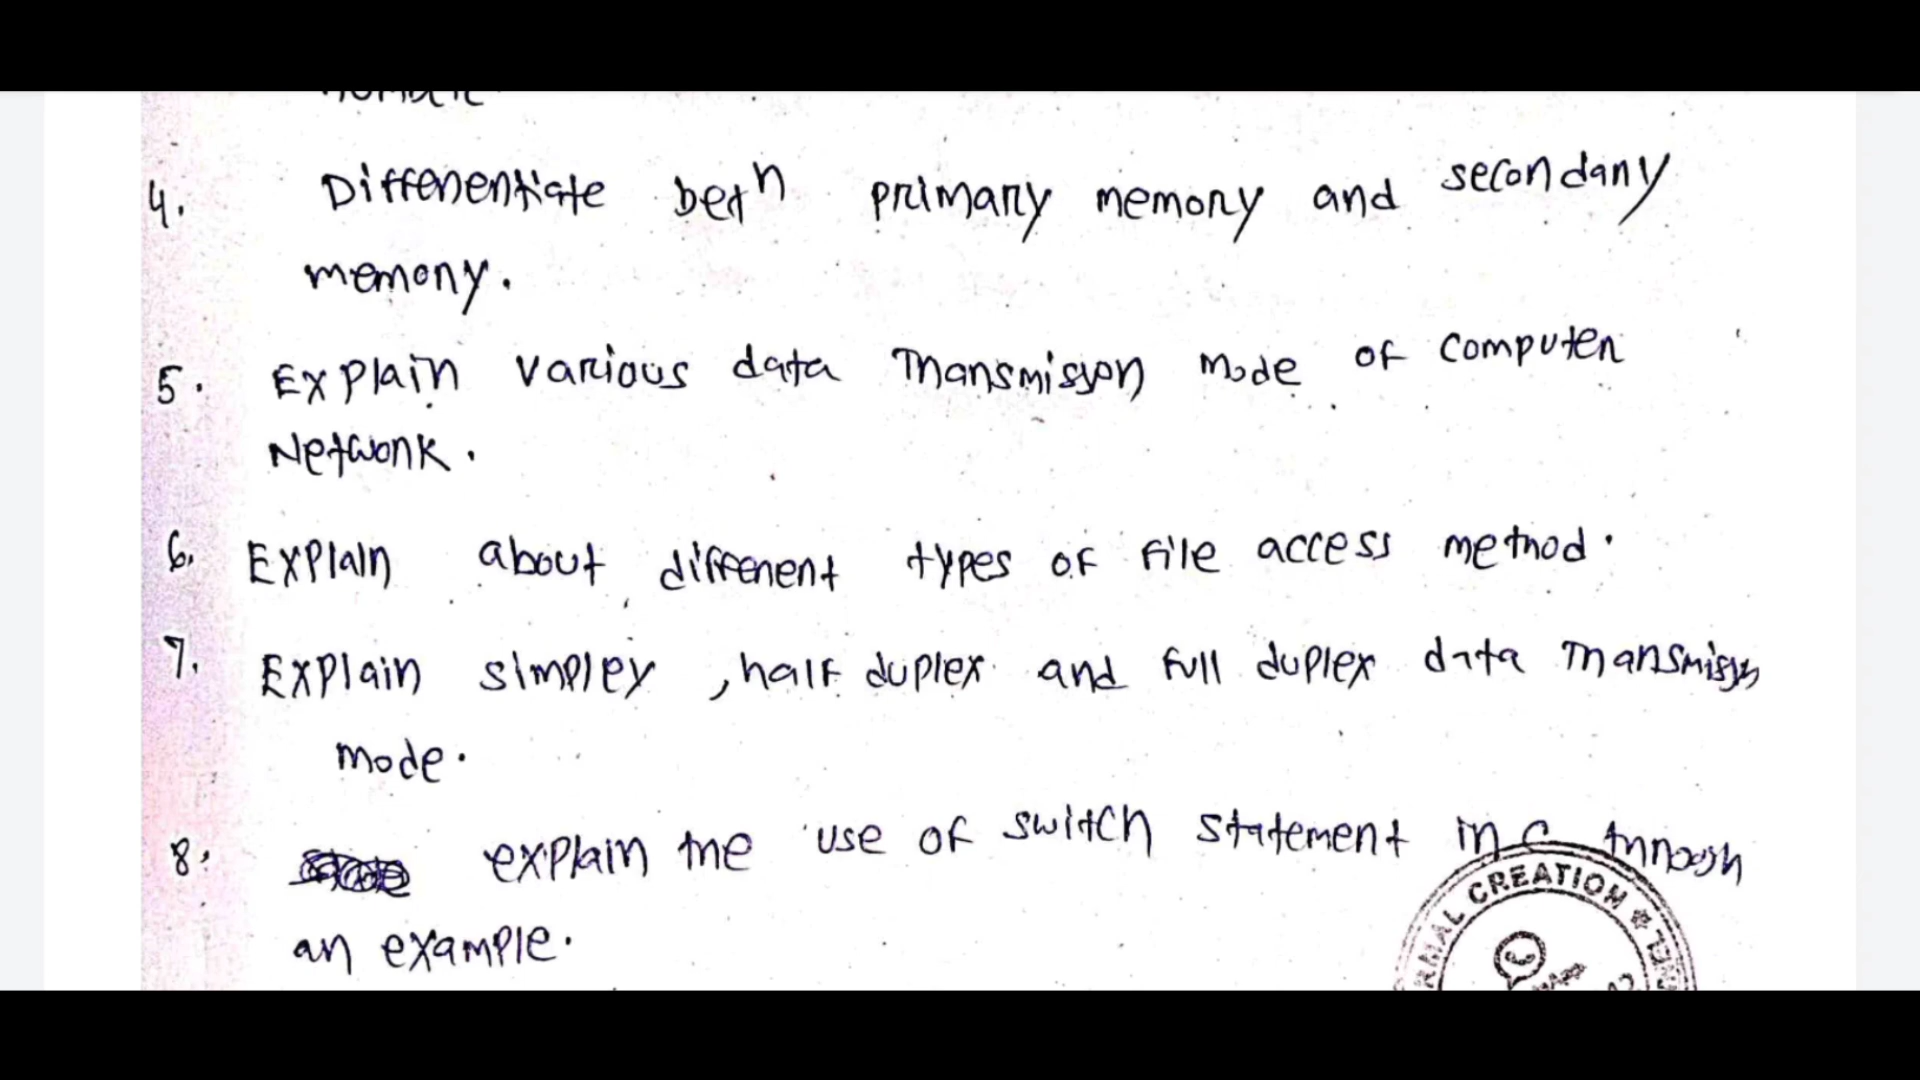 4. Differentiate betn primary memory and secondary
memory.
5. Explain various data Transmission Mode of computer
Network.
6. Explain about different types of file access method.
7. Explain simplex, half duplex and full duplex data Transmission
mode.
8. explain the use of switch statement in C through
an example.
CREATION